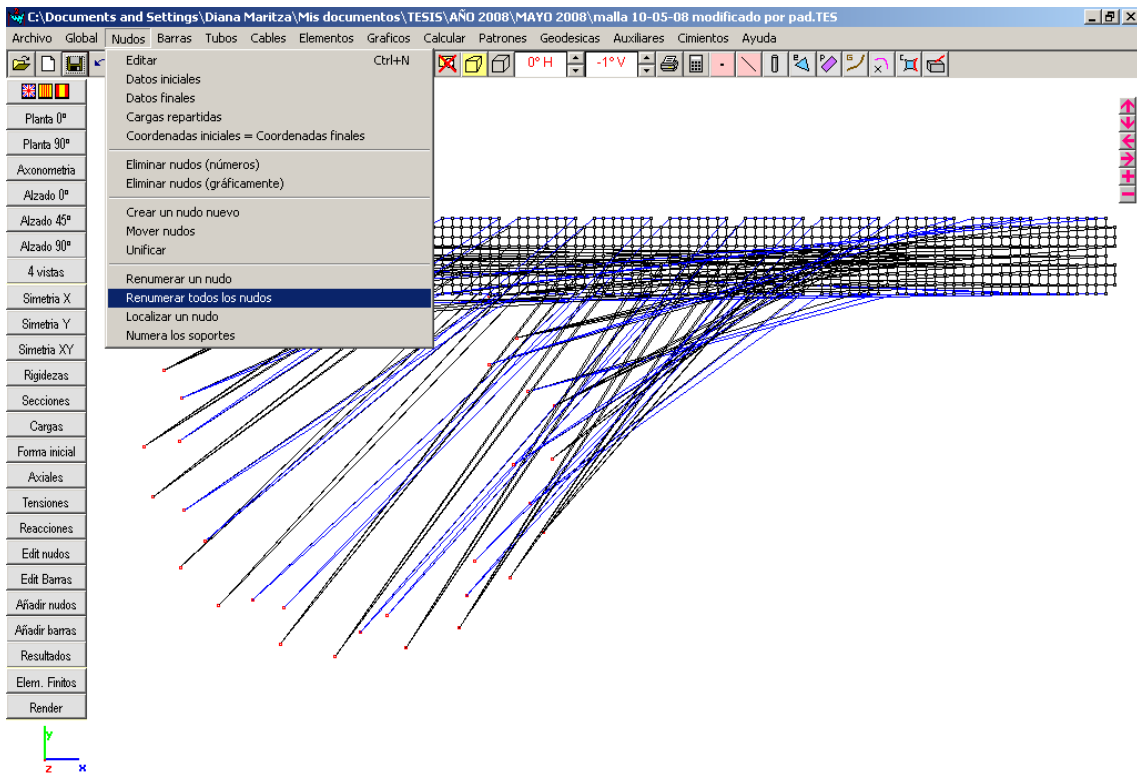 C:\Documents and Settings\Diana Maritza\Mis documentos\TESIS\AÑO 2008\MAYO 2008\malla 10-05-08 modificado por pad.TES
Archivo Global Nudos Barras Tubos Cables Elementos Graficos Calcular Patrones Geodesicas Auxiliares Cimientos Ayuda
0º H -1º V
Editar Ctrl+N
Datos iniciales
Datos finales
Cargas repartidas
Coordenadas iniciales = Coordenadas finales
Eliminar nudos (números)
Eliminar nudos (gráficamente)
Crear un nudo nuevo
Mover nudos
Unificar
Renumerar un nudo
Renumerar todos los nudos
Localizar un nudo
Numera los soportes
Planta 0º
Planta 90º
Axonometria
Alzado 0º
Alzado 45º
Alzado 90º
4 vistas
Simetria X
Simetria Y
Simetria XY
Rigidezas
Secciones
Cargas
Forma inicial
Axiales
Tensiones
Reacciones
Edit nudos
Edit Barras
Añadir nudos
Añadir barras
Resultados
Elem. Finitos
Render
y
z x